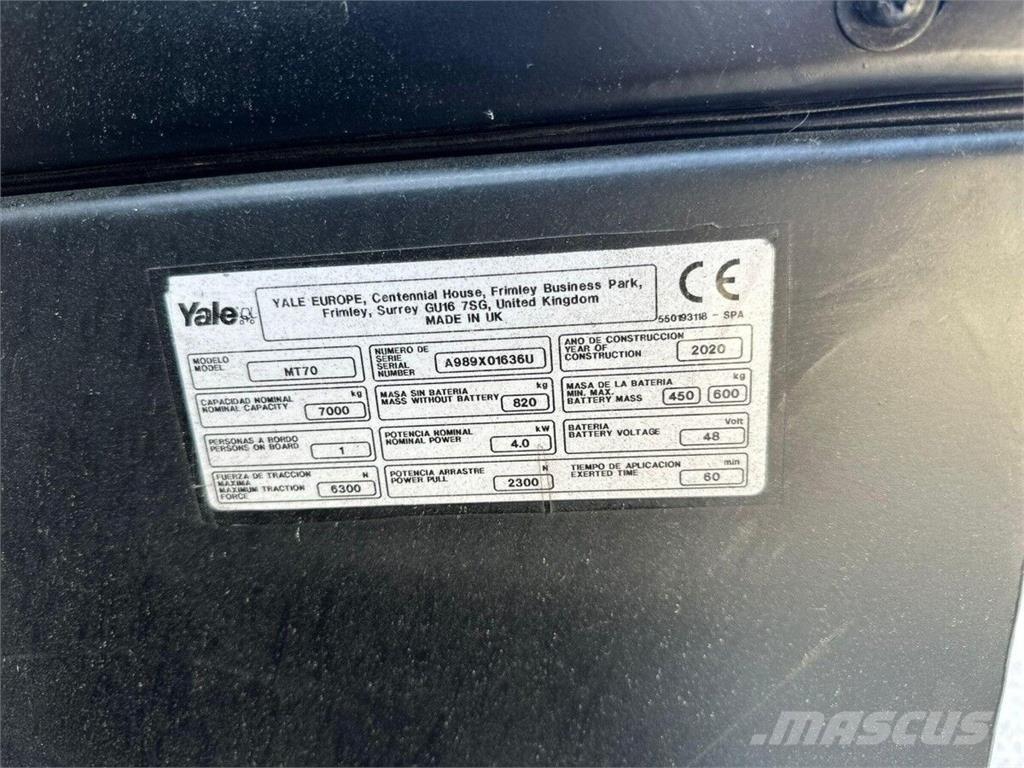 Yale
YALE EUROPE, Centennial House, Frimley Business Park,
Frimley, Surrey GU16 7SG, United Kingdom
MADE IN UK
CE
550193118 - SPA
MODELO
MODEL
MT70
NUMERO DE
SERIE
SERIAL
NUMBER
A989X01636U
ANO DE CONSTRUCCION
YEAR OF
CONSTRUCTION
2020
CAPACIDAD NOMINAL
NOMINAL CAPACITY
kg
7000
MASA SIN BATERIA
MASS WITHOUT BATTERY
kg
820
MASA DE LA BATERIA
MIN. MAX.
BATTERY MASS
kg
450 600
PERSONAS A BORDO
PERSONS ON BOARD
1
POTENCIA NOMINAL
NOMINAL POWER
kW
4.0
BATERIA
BATTERY VOLTAGE
Volt
48
FUERZA DE TRACCION
MAXIMA
MAXIMUM TRACTION
FORCE
N
6300
POTENCIA ARRASTRE
POWER PULL
N
2300
TIEMPO DE APLICACION
EXERTED TIME
min
60
MASCUS